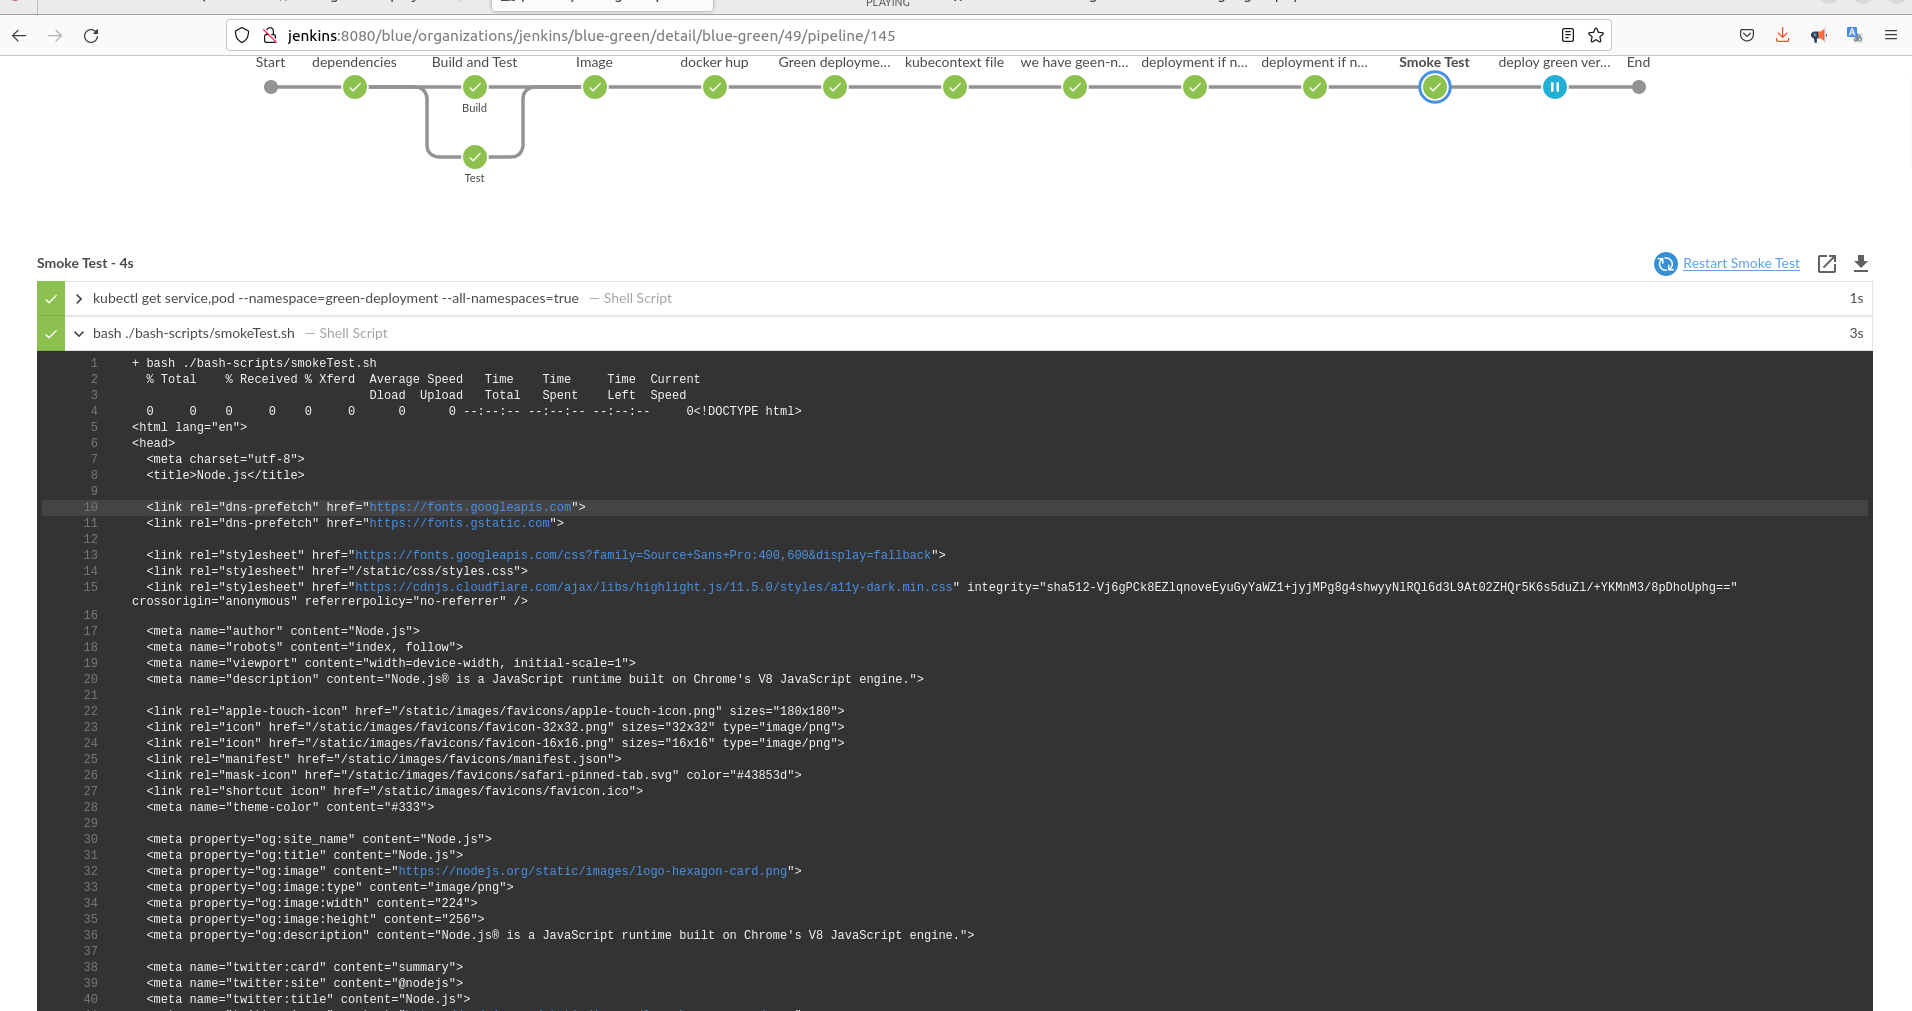 PLAYING
jenkins:8080/blue/organizations/jenkins/blue-green/detail/blue-green/49/pipeline/145
Start dependencies Build and Test Image docker hup Green deployme... kubecontext file we have geen-n... deployment if n... deployment if n... Smoke Test deploy green ver... End
Build
Test
Smoke Test - 4s
Restart Smoke Test
kubectl get service,pod --namespace=green-deployment --all-namespaces=true — Shell Script 1s
bash ./bash-scripts/smokeTest.sh — Shell Script 3s
1 + bash ./bash-scripts/smokeTest.sh
2 % Total % Received % Xferd Average Speed Time Time Time Current
3 Dload Upload Total Spent Left Speed
4 0 0 0 0 0 0 0 0 --:--:-- --:--:-- --:--:-- 0<!DOCTYPE html>
5 <html lang="en">
6 <head>
7 <meta charset="utf-8">
8 <title>Node.js</title>
9
10 <link rel="dns-prefetch" href="https://fonts.googleapis.com">
11 <link rel="dns-prefetch" href="https://fonts.gstatic.com">
12
13 <link rel="stylesheet" href="https://fonts.googleapis.com/css?family=Source+Sans+Pro:400,600&display=fallback">
14 <link rel="stylesheet" href="/static/css/styles.css">
15 <link rel="stylesheet" href="https://cdnjs.cloudflare.com/ajax/libs/highlight.js/11.5.0/styles/a11y-dark.min.css" integrity="sha512-Vj6gPCk8EZlqnoveEyuGyYaWZ1+jyjMPg8g4shwyyNlRQl6d3L9At02ZHQr5K6s5duZl/+YKMnM3/8pDhoUphg=="
crossorigin="anonymous" referrerpolicy="no-referrer" />
16
17 <meta name="author" content="Node.js">
18 <meta name="robots" content="index, follow">
19 <meta name="viewport" content="width=device-width, initial-scale=1">
20 <meta name="description" content="Node.js® is a JavaScript runtime built on Chrome's V8 JavaScript engine.">
21
22 <link rel="apple-touch-icon" href="/static/images/favicons/apple-touch-icon.png" sizes="180x180">
23 <link rel="icon" href="/static/images/favicons/favicon-32x32.png" sizes="32x32" type="image/png">
24 <link rel="icon" href="/static/images/favicons/favicon-16x16.png" sizes="16x16" type="image/png">
25 <link rel="manifest" href="/static/images/favicons/manifest.json">
26 <link rel="mask-icon" href="/static/images/favicons/safari-pinned-tab.svg" color="#43853d">
27 <link rel="shortcut icon" href="/static/images/favicons/favicon.ico">
28 <meta name="theme-color" content="#333">
29
30 <meta property="og:site_name" content="Node.js">
31 <meta property="og:title" content="Node.js">
32 <meta property="og:image" content="https://nodejs.org/static/images/logo-hexagon-card.png">
33 <meta property="og:image:type" content="image/png">
34 <meta property="og:image:width" content="224">
35 <meta property="og:image:height" content="256">
36 <meta property="og:description" content="Node.js® is a JavaScript runtime built on Chrome's V8 JavaScript engine.">
37
38 <meta name="twitter:card" content="summary">
39 <meta name="twitter:site" content="@nodejs">
40 <meta name="twitter:title" content="Node.js">